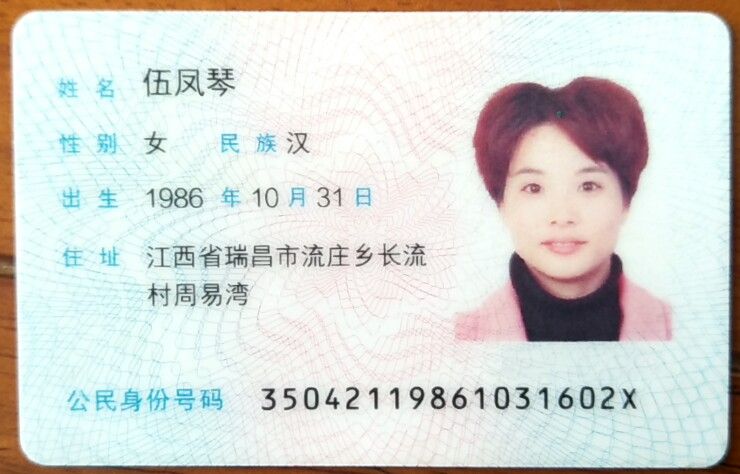 姓名 伍凤琴
性别 女 民族 汉
出生 1986 年 10 月 31 日
住址 江西省瑞昌市流庄乡长流
村周易湾
公民身份号码 35042119861031602X